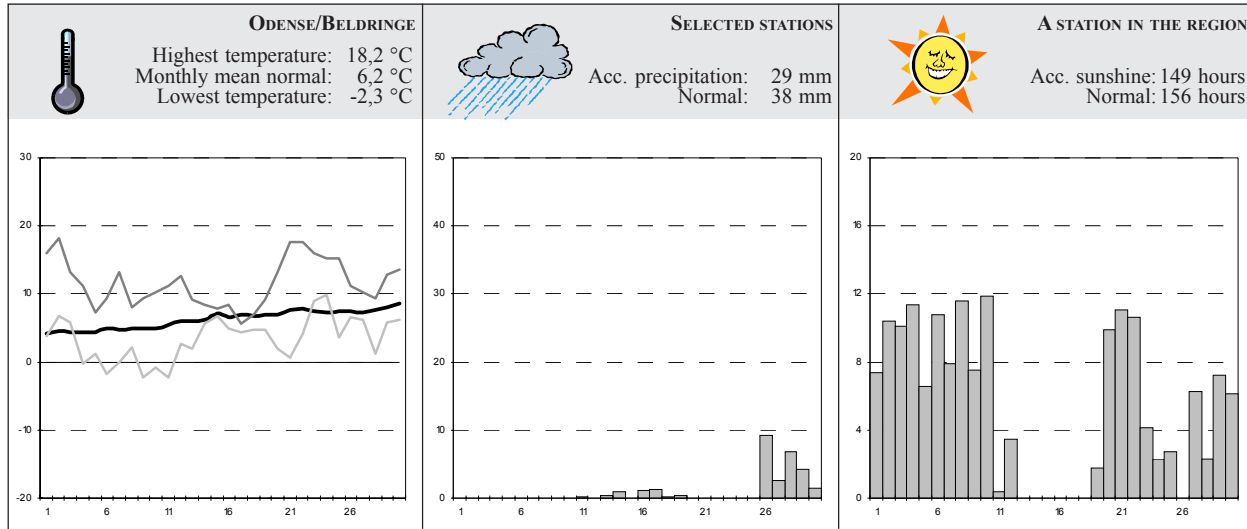 ODENSE/BELDRINGE
Highest temperature: 18,2 °C
Monthly mean normal: 6,2 °C
Lowest temperature: -2,3 °C
SELECTED STATIONS
Acc. precipitation: 29 mm
Normal: 38 mm
A STATION IN THE REGION
Acc. sunshine: 149 hours
Normal: 156 hours
30
20
10
0
-10
-20
1 6 11 16 21 26
50
40
30
20
10
0
1 6 11 16 21 26
20
16
12
8
4
0
1 6 11 16 21 26